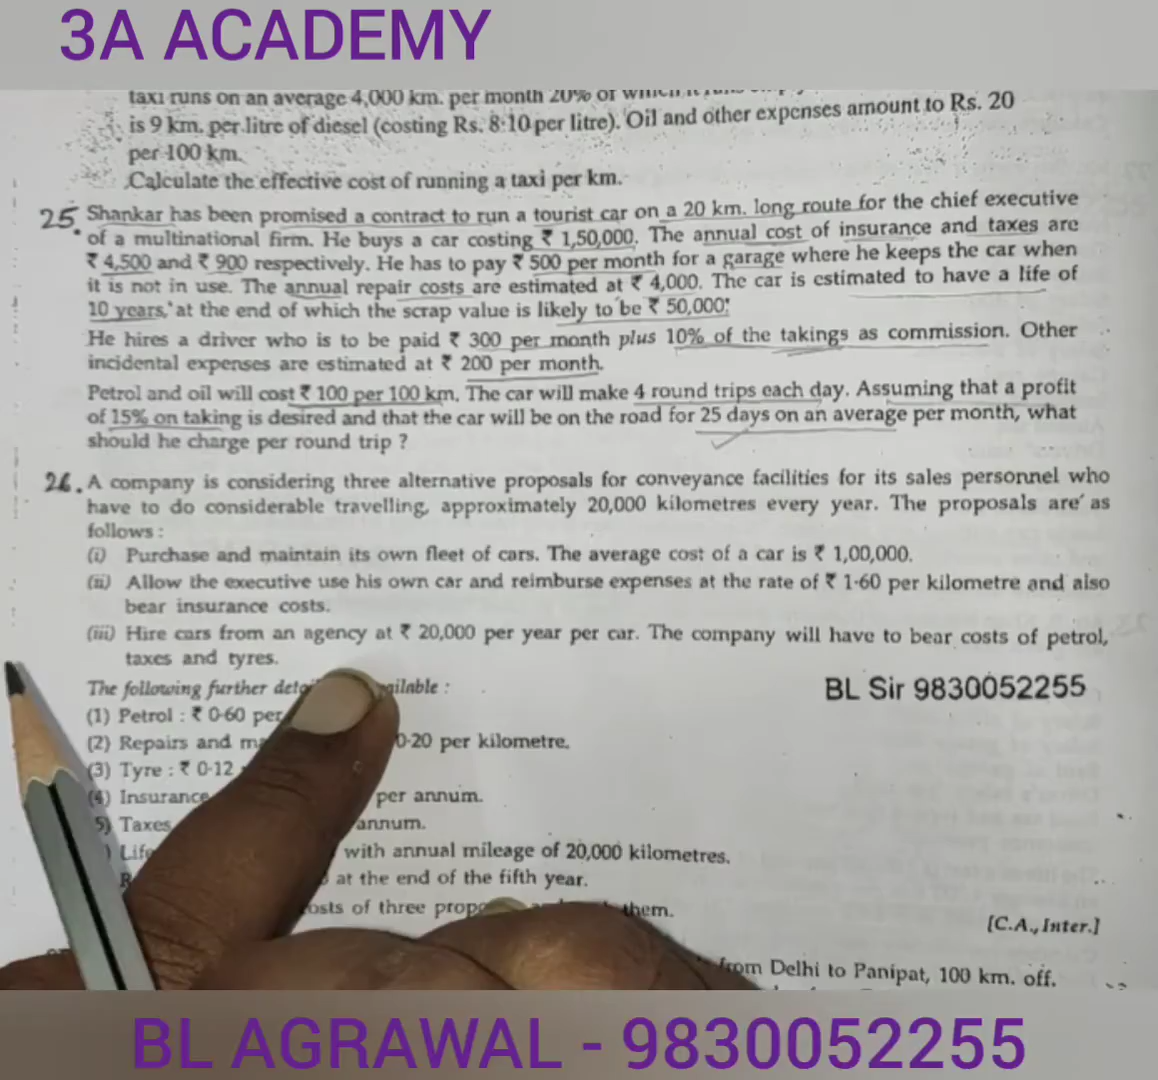 3A ACADEMY
taxi runs on an average 4,000 km. per month 20% of which it runs
is 9 km. per litre of diesel (costing Rs. 8·10 per litre). Oil and other expenses amount to Rs. 20
per 100 km.
Calculate the effective cost of running a taxi per km.
25. Shankar has been promised a contract to run a tourist car on a 20 km. long route for the chief executive
of a multinational firm. He buys a car costing ₹ 1,50,000. The annual cost of insurance and taxes are
₹ 4,500 and ₹ 900 respectively. He has to pay ₹ 500 per month for a garage where he keeps the car when
it is not in use. The annual repair costs are estimated at ₹ 4,000. The car is estimated to have a life of
10 years, at the end of which the scrap value is likely to be ₹ 50,000.
He hires a driver who is to be paid ₹ 300 per month plus 10% of the takings as commission. Other
incidental expenses are estimated at ₹ 200 per month.
Petrol and oil will cost ₹ 100 per 100 km. The car will make 4 round trips each day. Assuming that a profit
of 15% on taking is desired and that the car will be on the road for 25 days on an average per month, what
should he charge per round trip ?
26. A company is considering three alternative proposals for conveyance facilities for its sales personnel who
have to do considerable travelling, approximately 20,000 kilometres every year. The proposals are as
follows :
(i) Purchase and maintain its own fleet of cars. The average cost of a car is ₹ 1,00,000.
(ii) Allow the executive use his own car and reimburse expenses at the rate of ₹ 1·60 per kilometre and also
bear insurance costs.
(iii) Hire cars from an agency at ₹ 20,000 per year per car. The company will have to bear costs of petrol,
taxes and tyres.
The following further ailable :
BL Sir 9830052255
(1) Petrol : ₹ 0·60 per
(2) Repairs and 0·20 per kilometre.
(3) Tyre : ₹ 0·12
(4) Insurance per annum.
5) Taxes annum.
) Life with annual mileage of 20,000 kilometres.
at the end of the fifth year.
osts of three them.
[C.A., Inter.]
from Delhi to Panipat, 100 km. off.
BL AGRAWAL - 9830052255